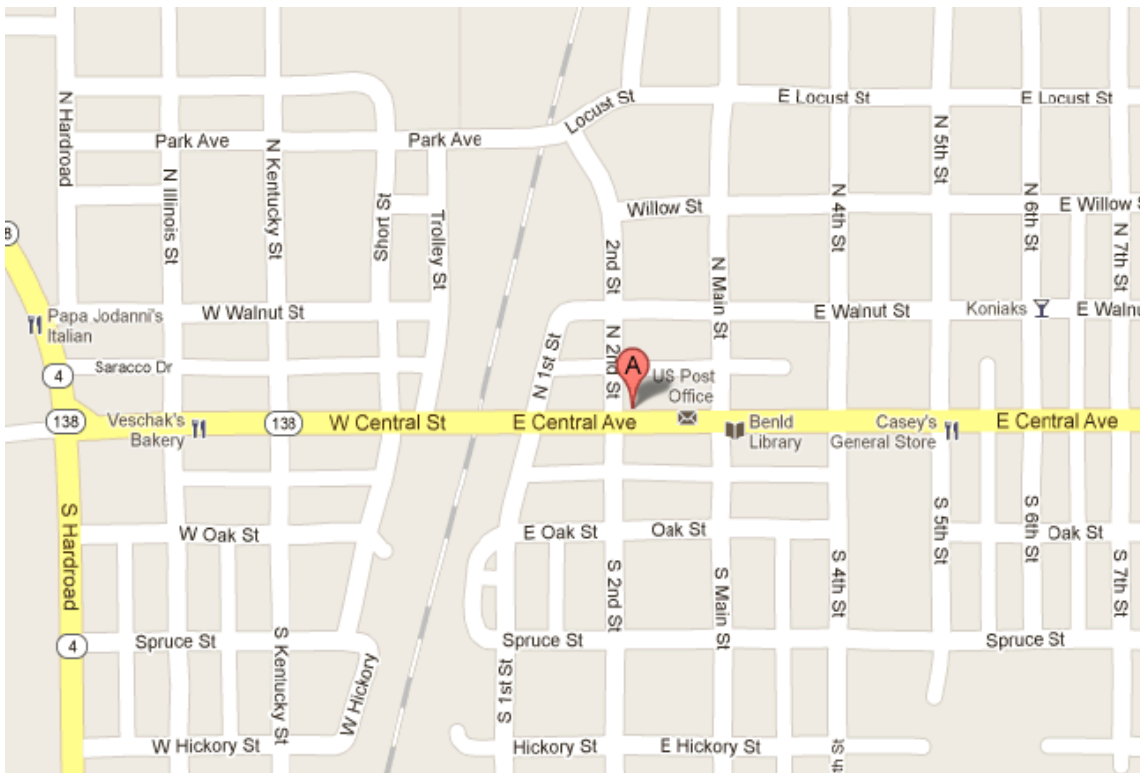 E Locust St
E Locust St
Locust St
N Hardroad
N 5th St
Park Ave
Park Ave
N Kentucky St
N Illinois St
Short St
Trolley St
Willow St
N 4th St
N 6th St
E Willow S
N 7th St
8
2nd St
N Main St
W Walnut St
E Walnut St
Koniaks
E Walnu
Papa Jodanni's
Italian
N 1st St
N 2nd St
A
Saracco Dr
4
US Post
Office
138
Veschak's
Bakery
138
W Central St
E Central Ave
Benld
Library
Casey's
General Store
E Central Ave
S Hardroad
W Oak St
E Oak St
Oak St
S 5th St
S 6th St
Oak St
S 2nd St
S Main St
S 4th St
S 7th St
4
Spruce St
S Kentucky St
W Hickory
Spruce St
S 1st St
Spruce St
W Hickory St
Hickory St
E Hickory St